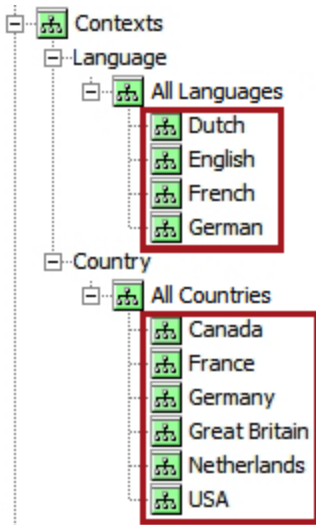 Contexts
Language
All Languages
Dutch
English
French
German
Country
All Countries
Canada
France
Germany
Great Britain
Netherlands
USA